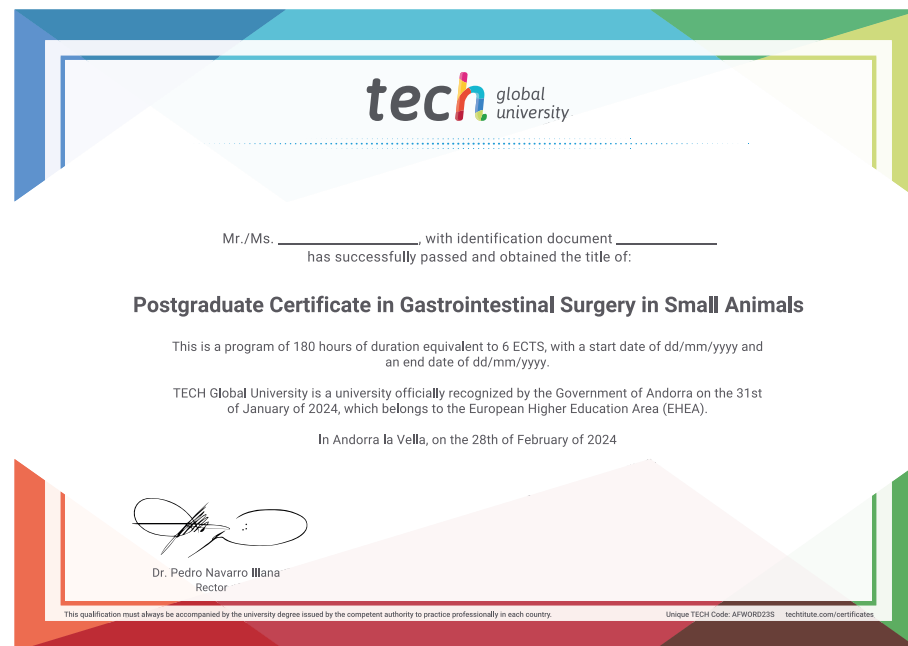 tech global
university
Mr./Ms. ____________, with identification document ____________
has successfully passed and obtained the title of:
Postgraduate Certificate in Gastrointestinal Surgery in Small Animals
This is a program of 180 hours of duration equivalent to 6 ECTS, with a start date of dd/mm/yyyy and
an end date of dd/mm/yyyy.
TECH Global University is a university officially recognized by the Government of Andorra on the 31st
of January of 2024, which belongs to the European Higher Education Area (EHEA).
In Andorra la Vella, on the 28th of February of 2024
Dr. Pedro Navarro Illana
Rector
This qualification must always be accompanied by the university degree issued by the competent authority to practice professionally in each country. Unique TECH Code: AFWORD23S techtitute.com/certificates